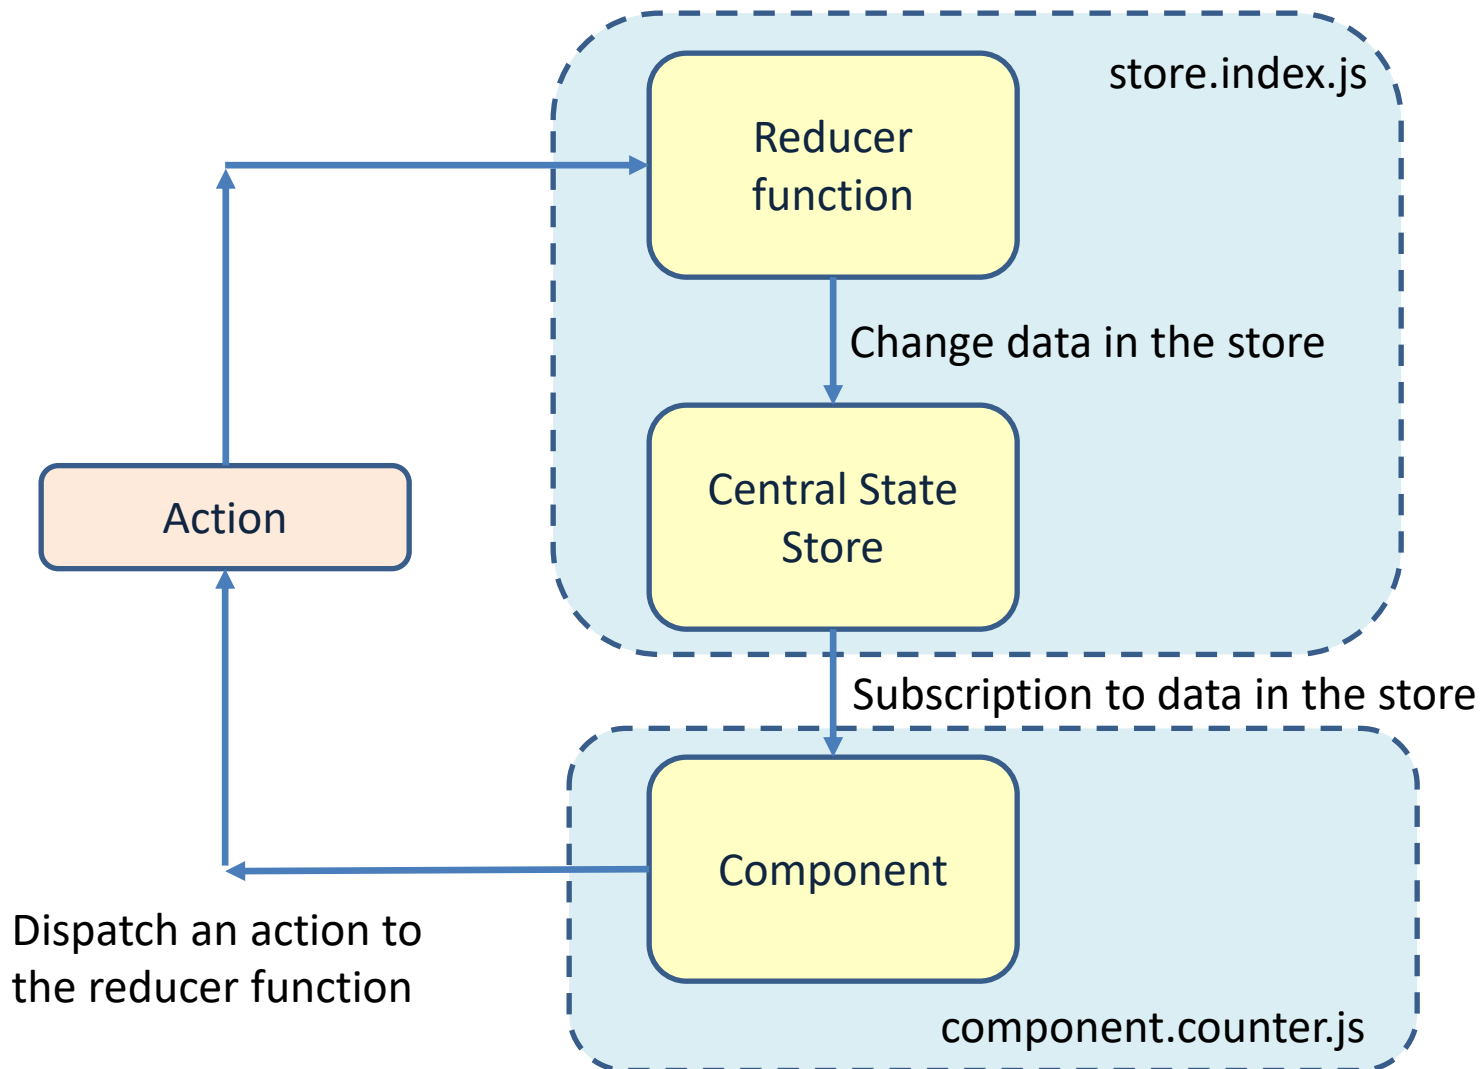 store.index.js
Reducer
function
Change data in the store
Action
Central State
Store
Subscription to data in the store
Component
Dispatch an action to
the reducer function
component.counter.js